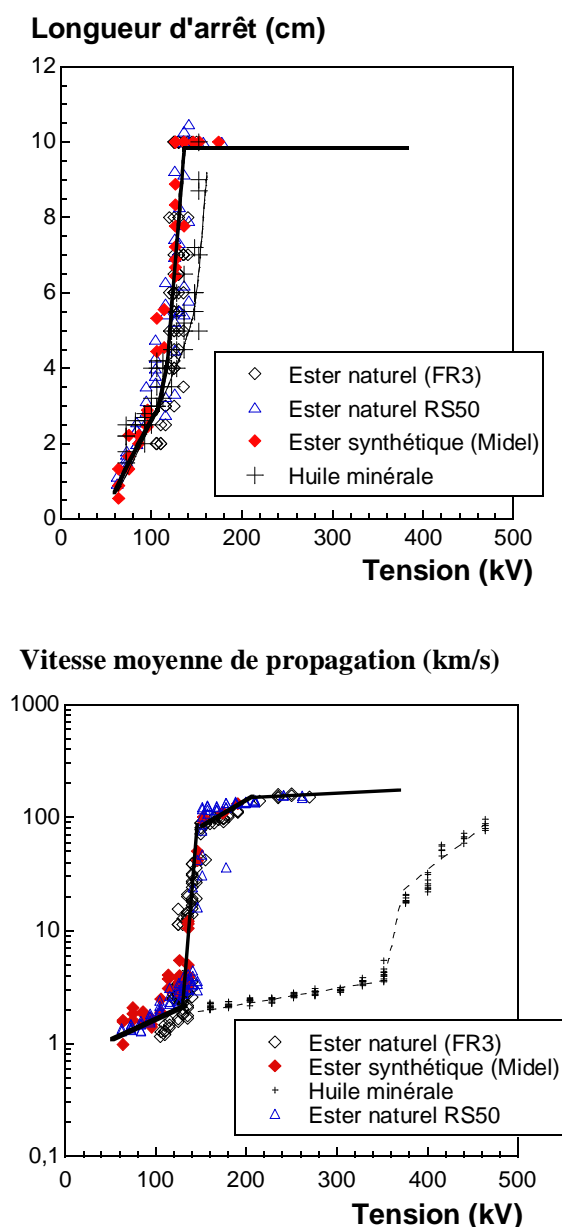 Longueur d'arrêt (cm)
12
10
8
6
4
2
0
Ester naturel (FR3)
Ester naturel RS50
Ester synthétique (Midel)
Huile minérale
0 100 200 300 400 500
Tension (kV)
Vitesse moyenne de propagation (km/s)
1000
100
10
1
0,1
Ester naturel (FR3)
Ester synthétique (Midel)
Huile minérale
Ester naturel RS50
0 100 200 300 400 500
Tension (kV)